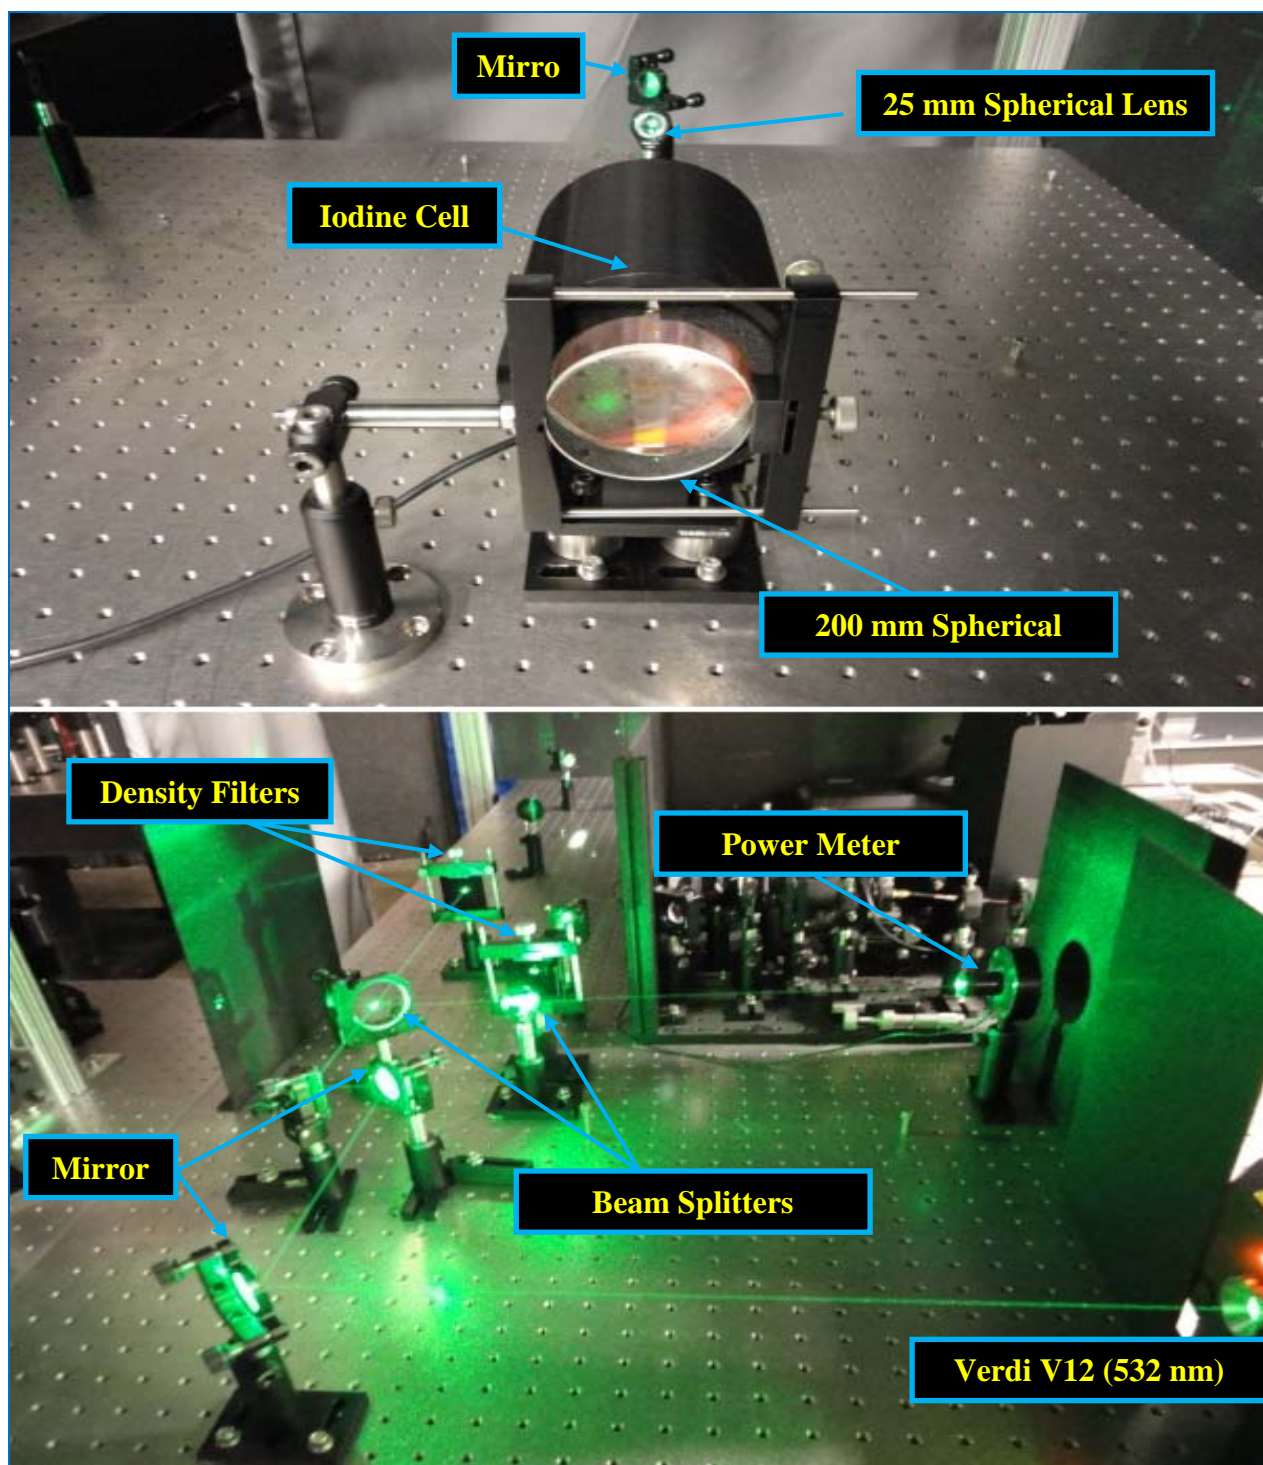 Mirro
25 mm Spherical Lens
Iodine Cell
200 mm Spherical
Density Filters
Power Meter
Mirror
Beam Splitters
Verdi V12 (532 nm)